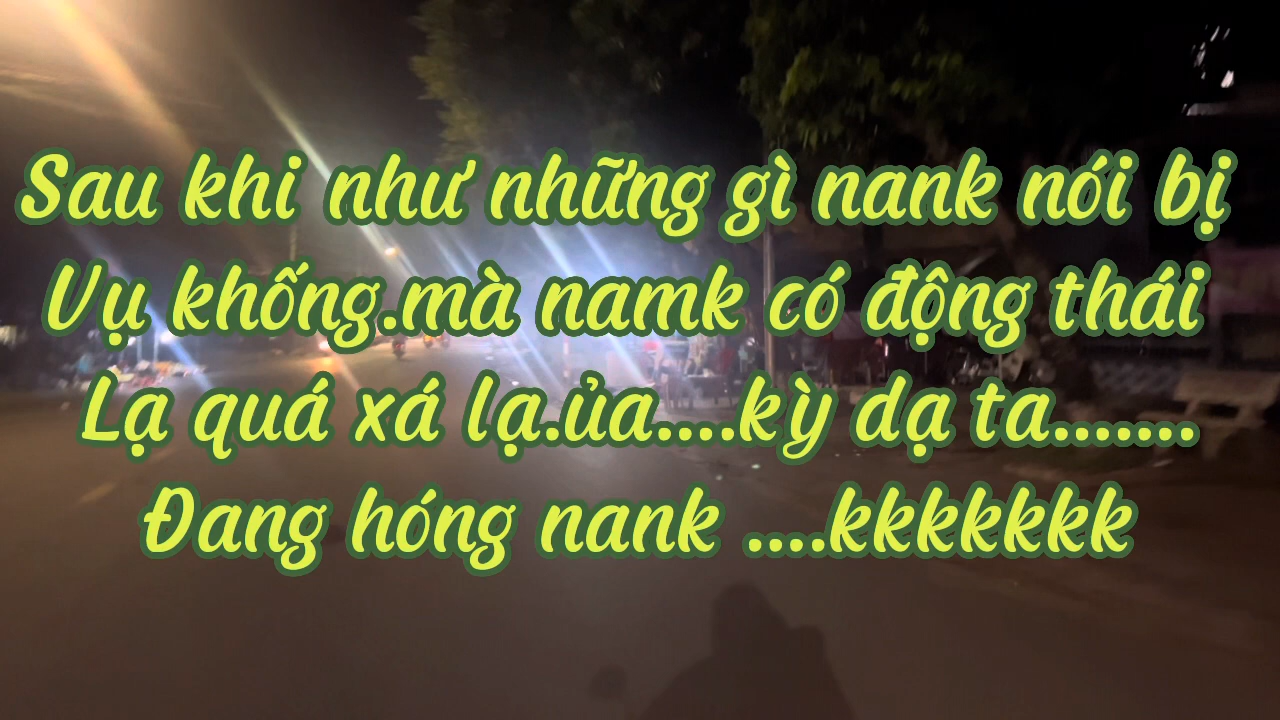 Sau khi như những gì nank nói bị
Vụ khống.mà namk có động thái
Lạ quá xá lạ.ủa....kỳ dạ ta.......
Đang hóng nank ....kkkkkkk